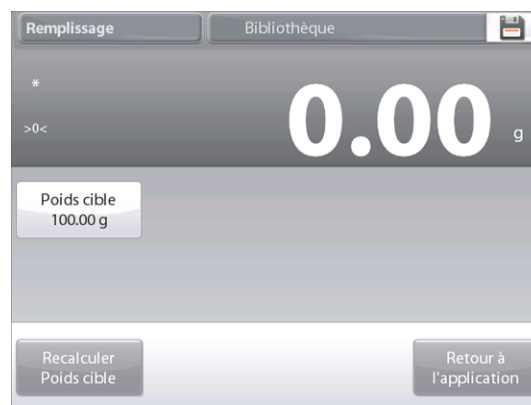 Remplissage
Bibliothèque
*
>0<
0.00 g
Poids cible
100.00 g
Recalculer
Poids cible
Retour à
l'application